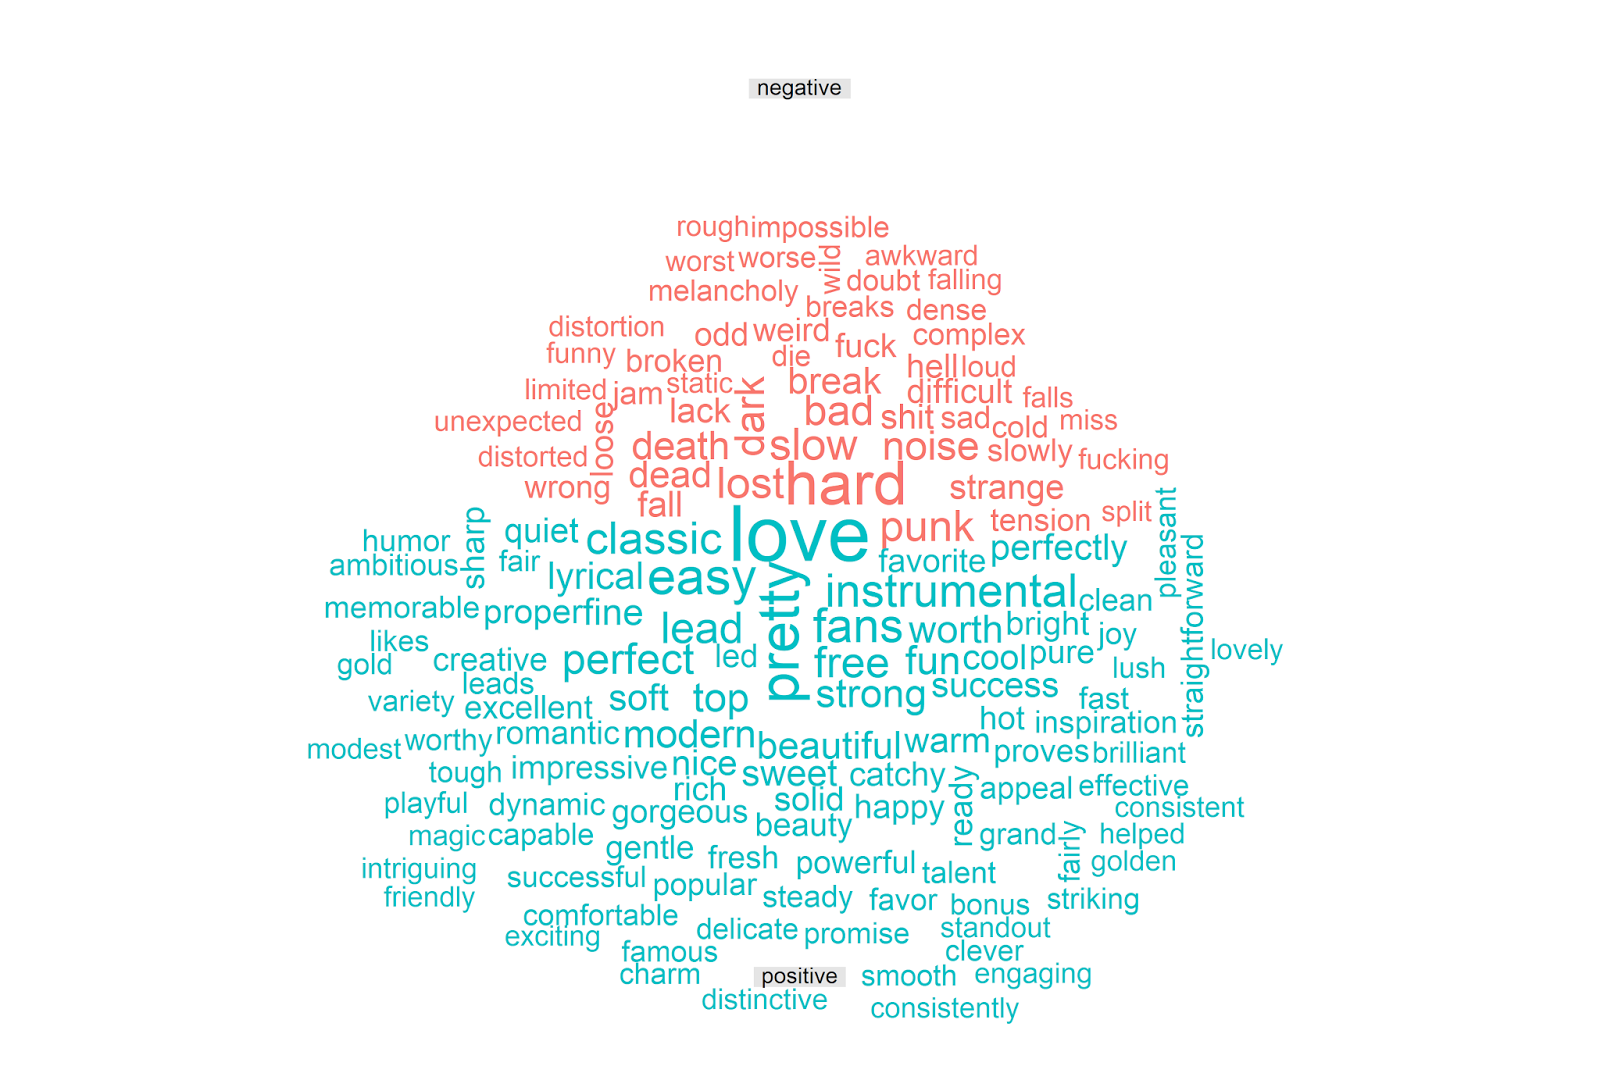 negative
rough impossible
worst worse wild awkward
melancholy doubt falling
breaks dense
distortion odd weird fuck complex
funny broken die hell loud
limited jam static dark break difficult falls
unexpected loose lack bad shit sad cold miss
distorted death slow noise slowly fucking
wrong dead lost hard strange
fall punk tension split pleasant
humor sharp quiet classic love favorite perfectly
ambitious fair lyrical easy pretty instrumental clean straightforward
memorable proper fine lead fans worth bright joy
likes creative perfect led free fun cool pure lush lovely
gold leads soft top strong success fast
variety excellent hot inspiration
modest worthy romantic modern beautiful warm proves brilliant
tough impressive nice sweet catchy ready appeal effective
playful dynamic rich gorgeous solid happy consistent
magic capable beauty grand fairly helped
intriguing gentle fresh powerful talent golden
friendly successful popular steady favor bonus striking
comfortable delicate promise standout
exciting famous clever
charm positive smooth engaging
distinctive consistently